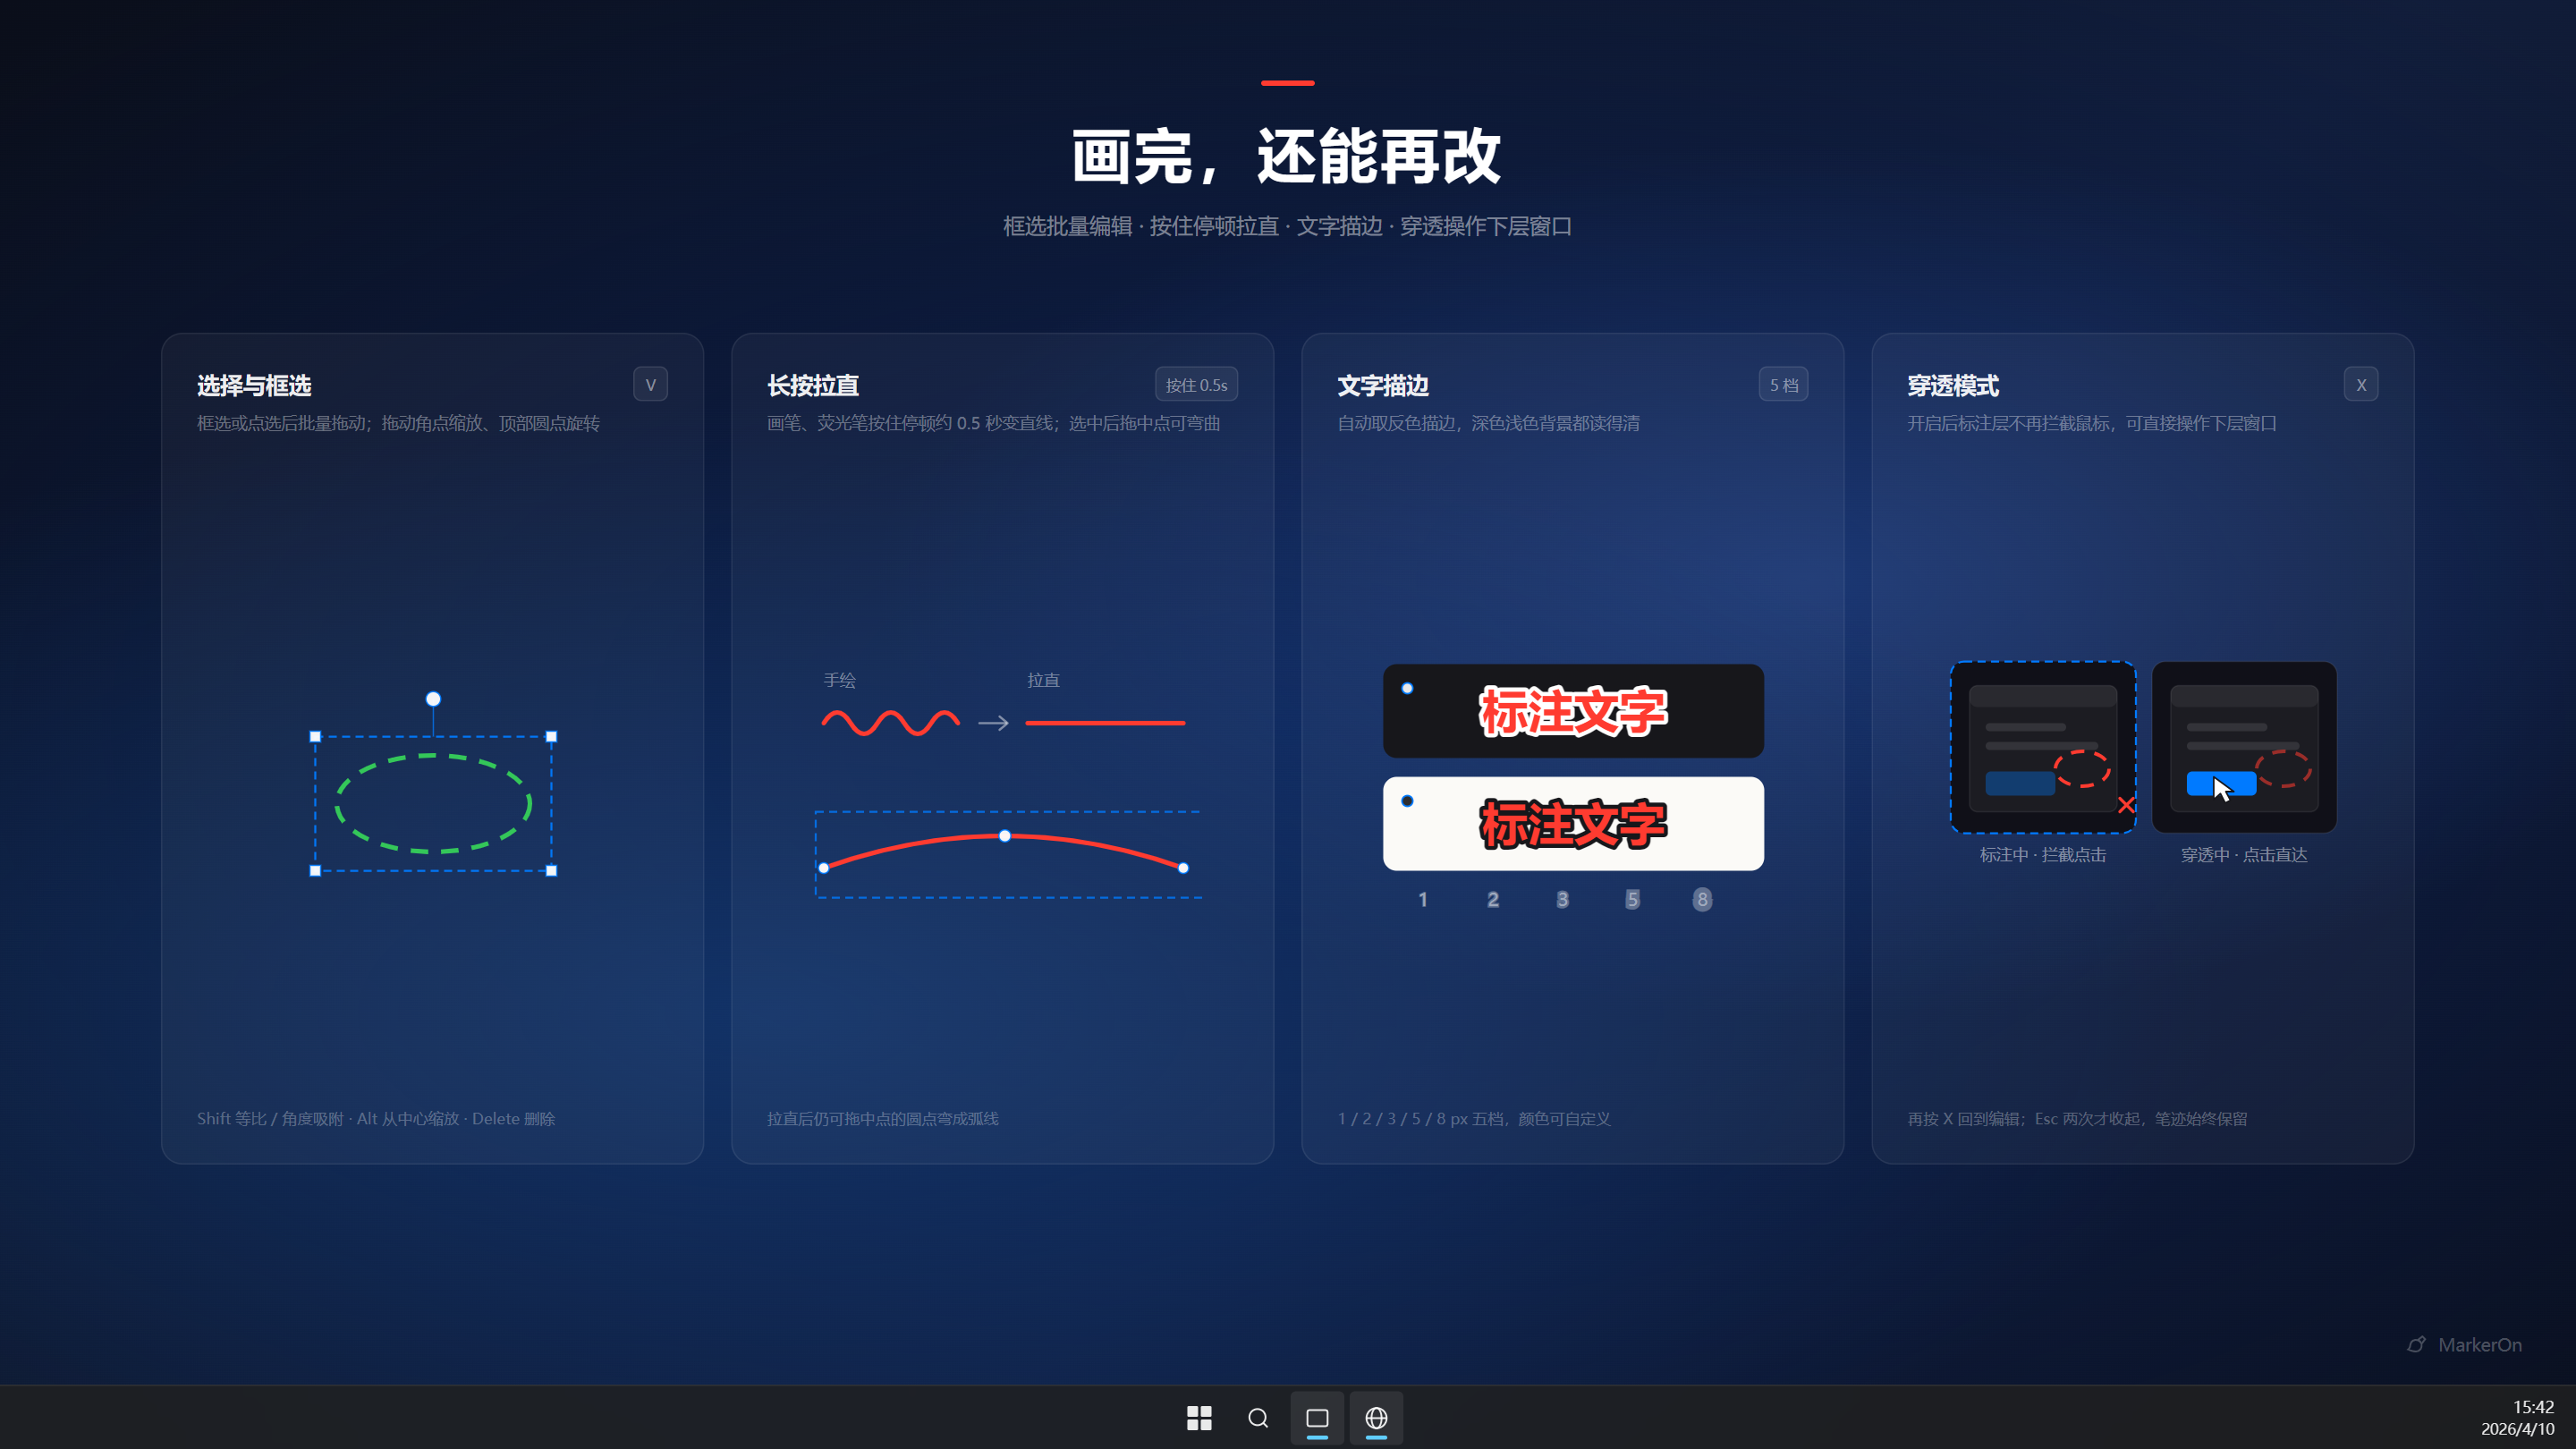 画完，还能再改
框选批量编辑 · 按住停顿拉直 · 文字描边 · 穿透操作下层窗口
选择与框选
V
框选或点选后批量拖动；拖动角点缩放、顶部圆点旋转
Shift 等比 / 角度吸附 · Alt 从中心缩放 · Delete 删除
长按拉直
按住 0.5s
画笔、荧光笔按住停顿约 0.5 秒变直线；选中后拖中点可弯曲
手绘
拉直
拉直后仍可拖中点的圆点弯成弧线
文字描边
5 档
自动取反色描边，深色浅色背景都读得清
标注文字
标注文字
1 2 3 5 8
1 / 2 / 3 / 5 / 8 px 五档，颜色可自定义
穿透模式
X
开启后标注层不再拦截鼠标，可直接操作下层窗口
标注中 · 拦截点击
穿透中 · 点击直达
再按 X 回到编辑；Esc 两次才收起，笔迹始终保留
MarkerOn
15:42
2026/4/10